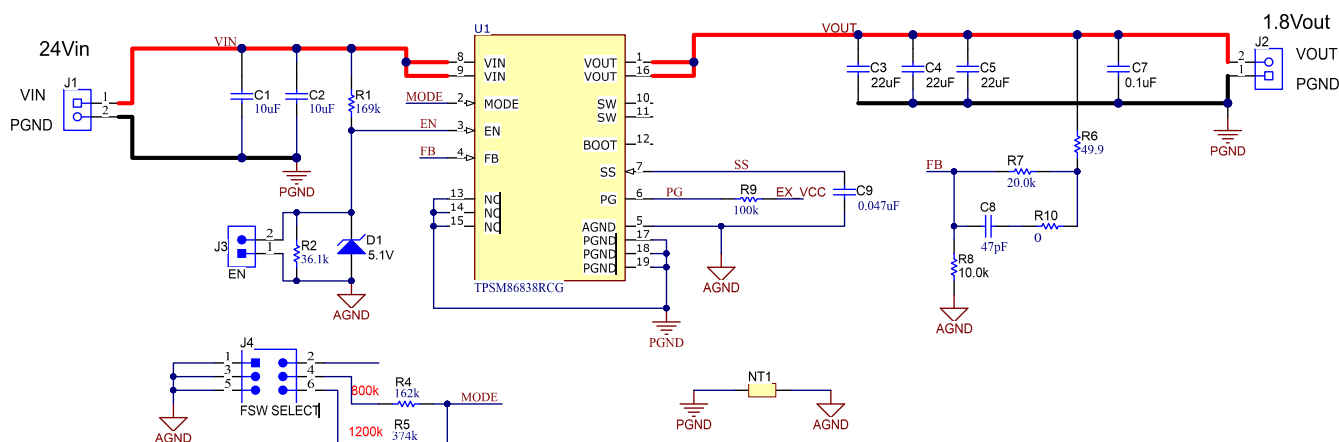 24Vin
J1
VIN
PGND
1
2
VIN
C1
10uF
C2
10uF
R1
169k
PGND
MODE
EN
FB
U1
8
9
2
3
4
13
14
15
VIN
VIN
MODE
EN
FB
NC
NC
NC
VOUT
VOUT
SW
SW
BOOT
SS
PG
AGND
PGND
PGND
PGND
1
16
10
11
12
7
6
5
17
18
19
TPSM86838RCG
J3
EN
2
1
R2
36.1k
D1
5.1V
AGND
SS
PG
R9
100k
EX_VCC
C9
0.047uF
AGND
PGND
VOUT
C3
22uF
C4
22uF
C5
22uF
C7
0.1uF
1.8Vout
J2
VOUT
PGND
2
1
PGND
R6
49.9
FB
R7
20.0k
C8
47pF
R10
0
R8
10.0k
AGND
J4
1
3
5
2
4
6
FSW SELECT
AGND
800k
1200k
R4
162k
R5
374k
MODE
NT1
PGND
AGND